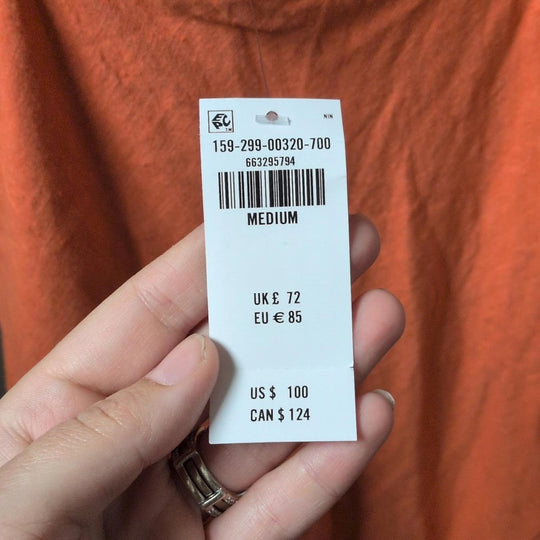 N/N
159-299-00320-700
663295794
MEDIUM
UK £ 72
EU € 85
US $ 100
CAN $ 124